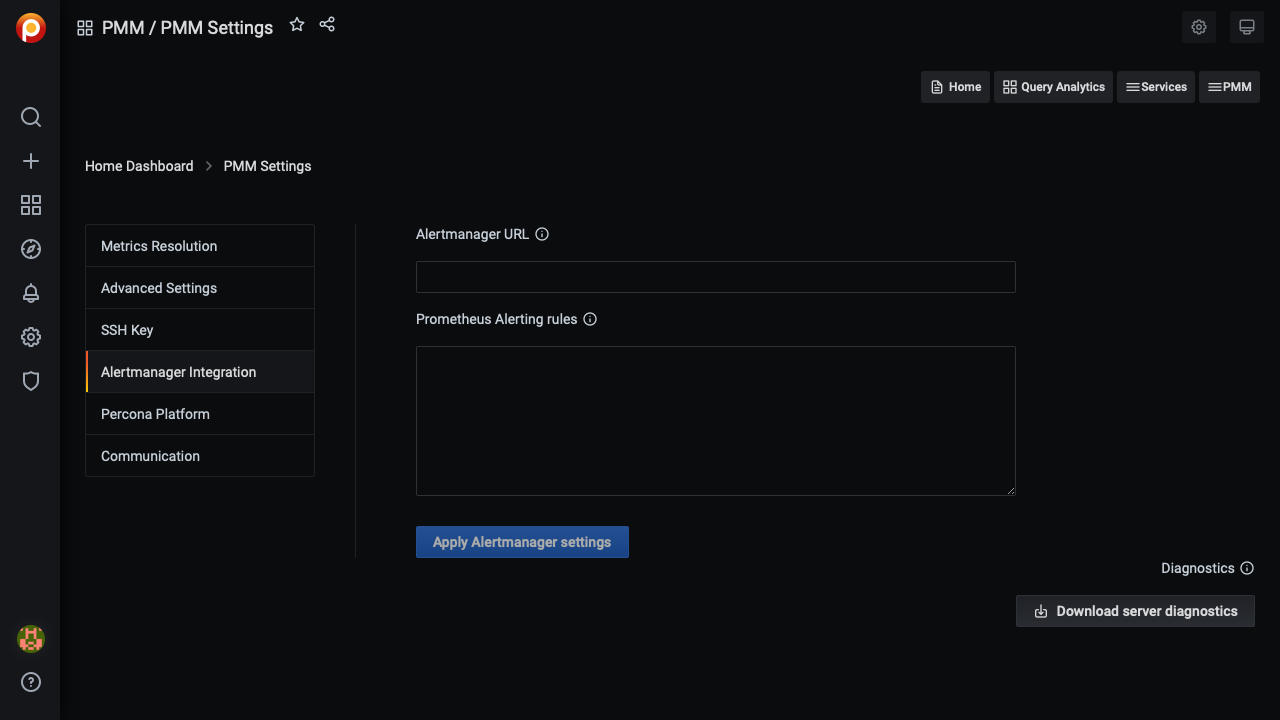 PMM / PMM Settings
Home
Query Analytics
Services
PMM
Home Dashboard
PMM Settings
Metrics Resolution
Advanced Settings
SSH Key
Alertmanager Integration
Percona Platform
Communication
Alertmanager URL
Prometheus Alerting rules
Apply Alertmanager settings
Diagnostics
Download server diagnostics